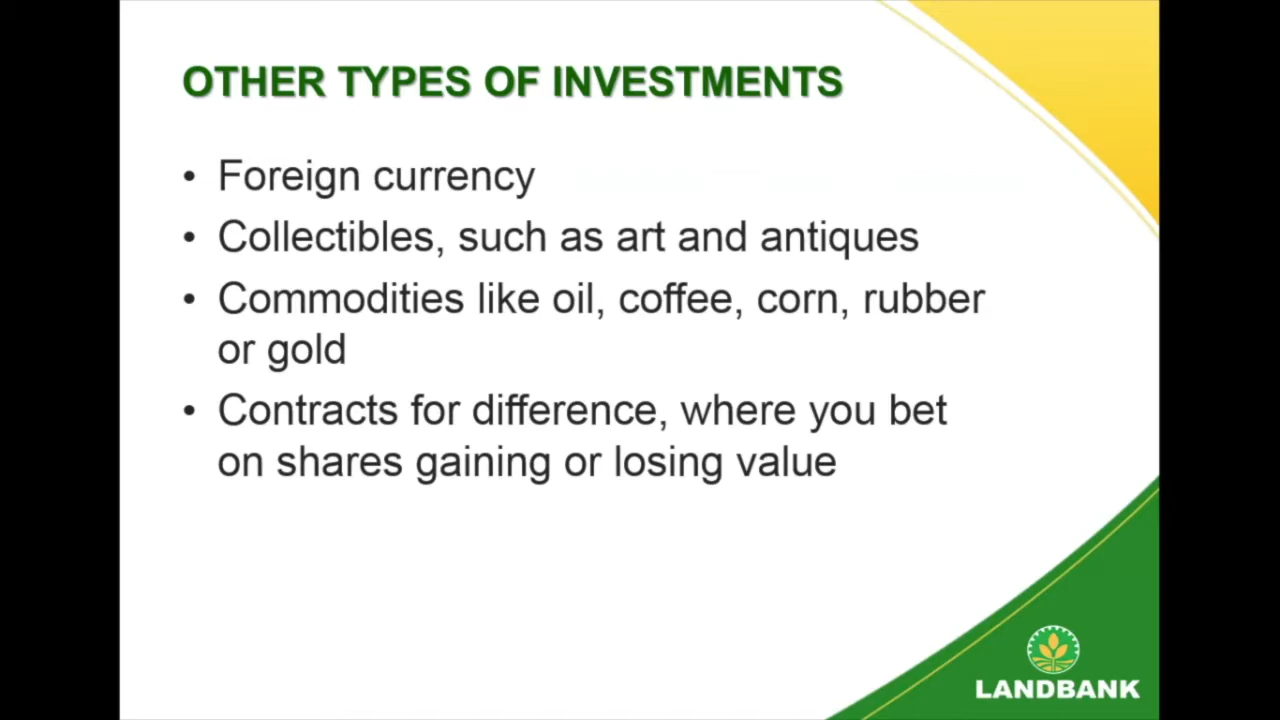 OTHER TYPES OF INVESTMENTS
• Foreign currency
• Collectibles, such as art and antiques
• Commodities like oil, coffee, corn, rubber
or gold
• Contracts for difference, where you bet
on shares gaining or losing value
LANDBANK